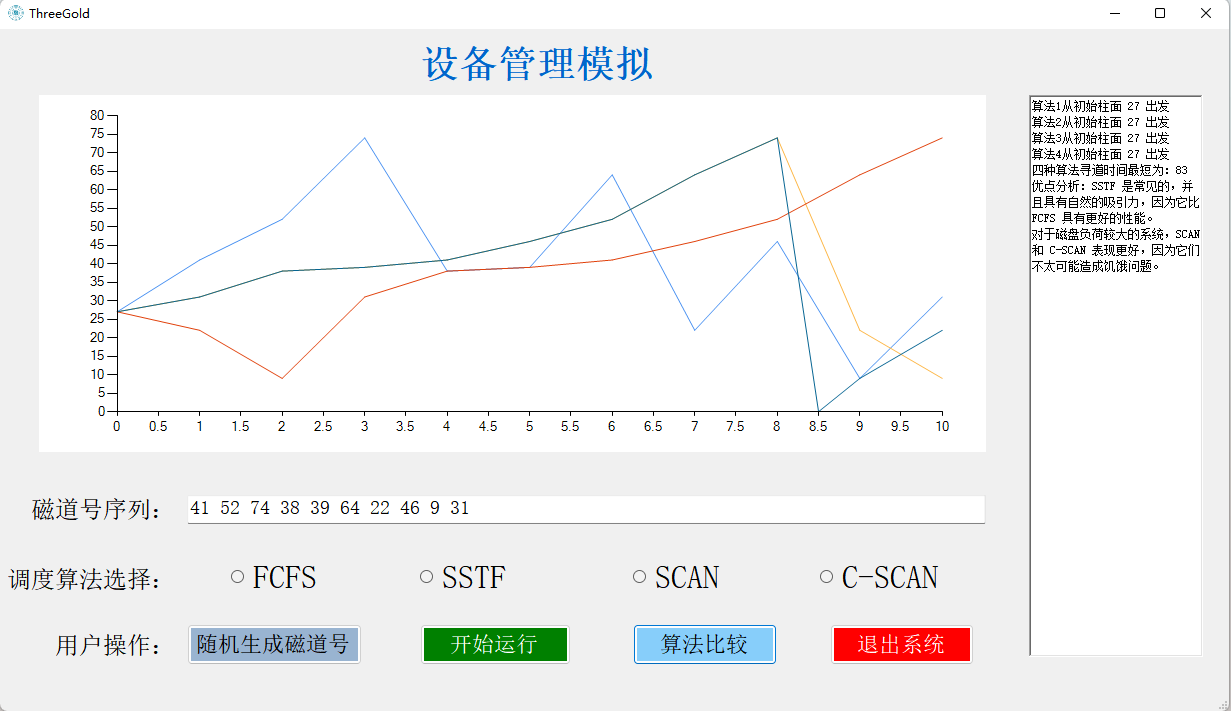 ThreeGold
设备管理模拟
80
75
70
65
60
55
50
45
40
35
30
25
20
15
10
5
0
0 0.5 1 1.5 2 2.5 3 3.5 4 4.5 5 5.5 6 6.5 7 7.5 8 8.5 9 9.5 10
算法1从初始柱面 27 出发
算法2从初始柱面 27 出发
算法3从初始柱面 27 出发
算法4从初始柱面 27 出发
四种算法寻道时间最短为：83
优点分析：SSTF 是常见的，并
且具有自然的吸引力，因为它比
FCFS 具有更好的性能。
对于磁盘负荷较大的系统，SCAN
和 C-SCAN 表现更好，因为它们
不太可能造成饥饿问题。
磁道号序列： 41 52 74 38 39 64 22 46 9 31
调度算法选择： FCFS SSTF SCAN C-SCAN
用户操作： 随机生成磁道号 开始运行 算法比较 退出系统